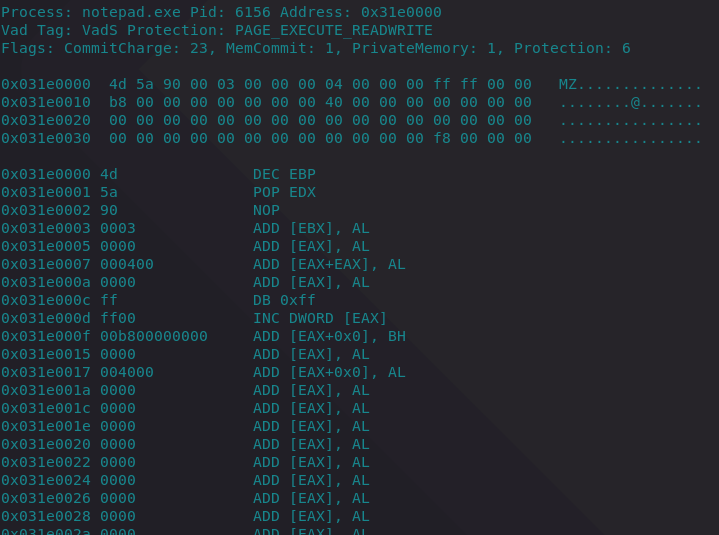 Process: notepad.exe Pid: 6156 Address: 0x31e0000
Vad Tag: VadS Protection: PAGE_EXECUTE_READWRITE
Flags: CommitCharge: 23, MemCommit: 1, PrivateMemory: 1, Protection: 6
0x031e0000  4d 5a 90 00 03 00 00 00 04 00 00 00 ff ff 00 00   MZ..............
0x031e0010  b8 00 00 00 00 00 00 00 40 00 00 00 00 00 00 00   ........@.......
0x031e0020  00 00 00 00 00 00 00 00 00 00 00 00 00 00 00 00   ................
0x031e0030  00 00 00 00 00 00 00 00 00 00 00 00 f8 00 00 00   ................
0x031e0000 4d               DEC EBP
0x031e0001 5a               POP EDX
0x031e0002 90               NOP
0x031e0003 0003             ADD [EBX], AL
0x031e0005 0000             ADD [EAX], AL
0x031e0007 000400           ADD [EAX+EAX], AL
0x031e000a 0000             ADD [EAX], AL
0x031e000c ff               DB 0xff
0x031e000d ff00             INC DWORD [EAX]
0x031e000f 00b800000000     ADD [EAX+0x0], BH
0x031e0015 0000             ADD [EAX], AL
0x031e0017 004000           ADD [EAX+0x0], AL
0x031e001a 0000             ADD [EAX], AL
0x031e001c 0000             ADD [EAX], AL
0x031e001e 0000             ADD [EAX], AL
0x031e0020 0000             ADD [EAX], AL
0x031e0022 0000             ADD [EAX], AL
0x031e0024 0000             ADD [EAX], AL
0x031e0026 0000             ADD [EAX], AL
0x031e0028 0000             ADD [EAX], AL
0x031e002a 0000             ADD [EAX], AL